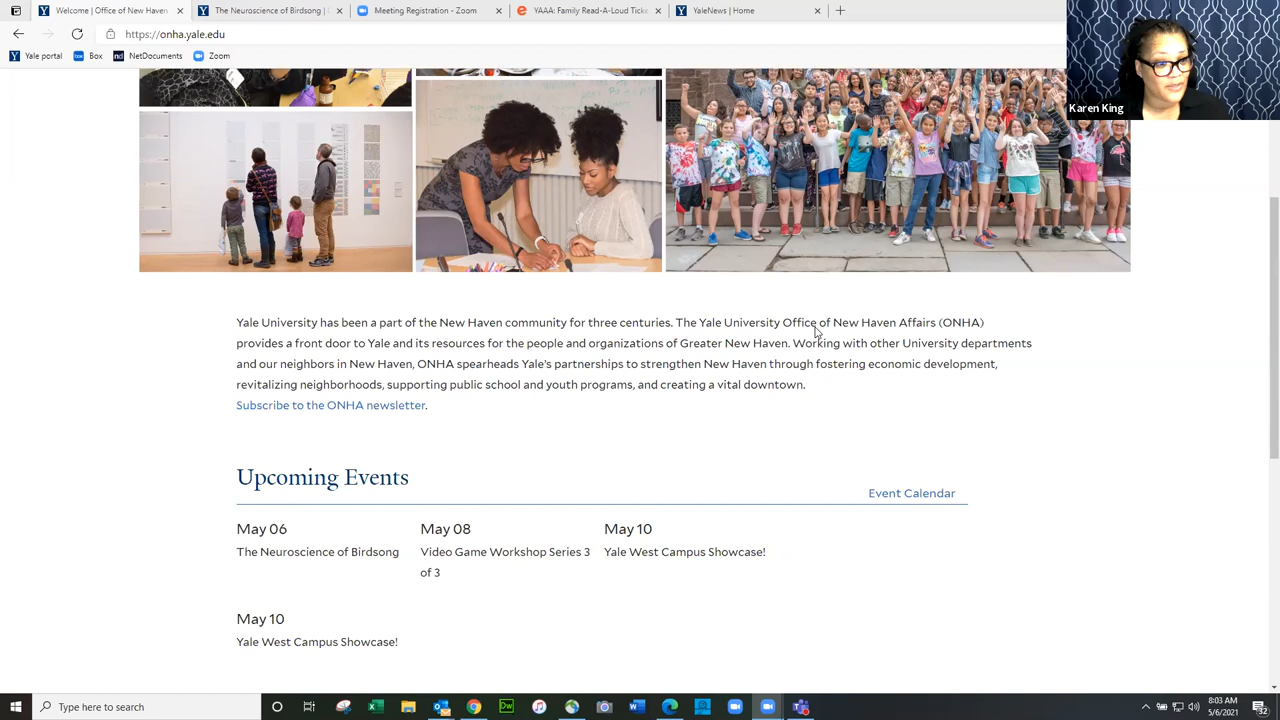 Welcome | Office of New Haven
The Neuroscience of Birdsong |
Meeting Registration - Zoom
YAAA: Family Read-A-Loud Ticke
YaleNews | Home
https://onha.yale.edu
Yale portal
Box
NetDocuments
Zoom
Karen King
Yale University has been a part of the New Haven community for three centuries. The Yale University Office of New Haven Affairs (ONHA)
provides a front door to Yale and its resources for the people and organizations of Greater New Haven. Working with other University departments
and our neighbors in New Haven, ONHA spearheads Yale’s partnerships to strengthen New Haven through fostering economic development,
revitalizing neighborhoods, supporting public school and youth programs, and creating a vital downtown.
Subscribe to the ONHA newsletter.
Upcoming Events
Event Calendar
May 06
May 08
May 10
The Neuroscience of Birdsong
Video Game Workshop Series 3
Yale West Campus Showcase!
of 3
May 10
Yale West Campus Showcase!
Type here to search
8:03 AM
5/6/2021
32